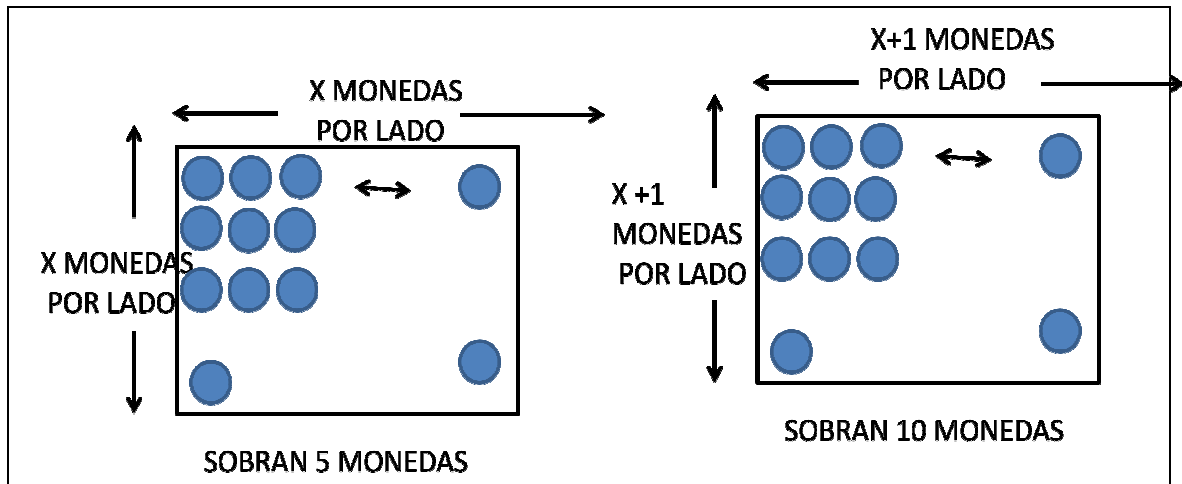 X MONEDAS
POR LADO
X MONEDAS
POR LADO
SOBRAN 5 MONEDAS
X+1 MONEDAS
POR LADO
X +1
MONEDAS
POR LADO
SOBRAN 10 MONEDAS